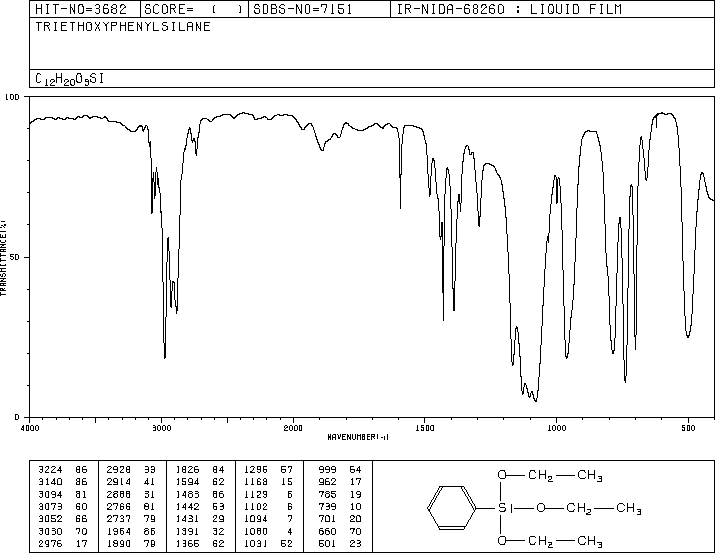 HIT-NO=3682 SCORE= ( ) SDBS-NO=7151 IR-NIDA-68260 : LIQUID FILM
TRIETHOXYPHENYLSILANE
C12H20O3SI
100
50
0
TRANSMITTANCE(%)
4000 3000 2000 1500 1000 500
WAVENUMBER(-1)
3224 86 2928 33 1826 84 1296 57 999 64
3140 86 2914 41 1594 62 1168 15 962 17
3094 81 2888 31 1483 66 1129 6 785 19
3073 60 2766 81 1442 53 1102 6 739 10
3052 66 2737 79 1431 29 1094 7 701 20
3030 70 1964 86 1391 32 1080 4 660 70
2976 17 1890 79 1366 62 1031 52 501 23
O—CH2—CH3
SI—O—CH2—CH3
O—CH2—CH3